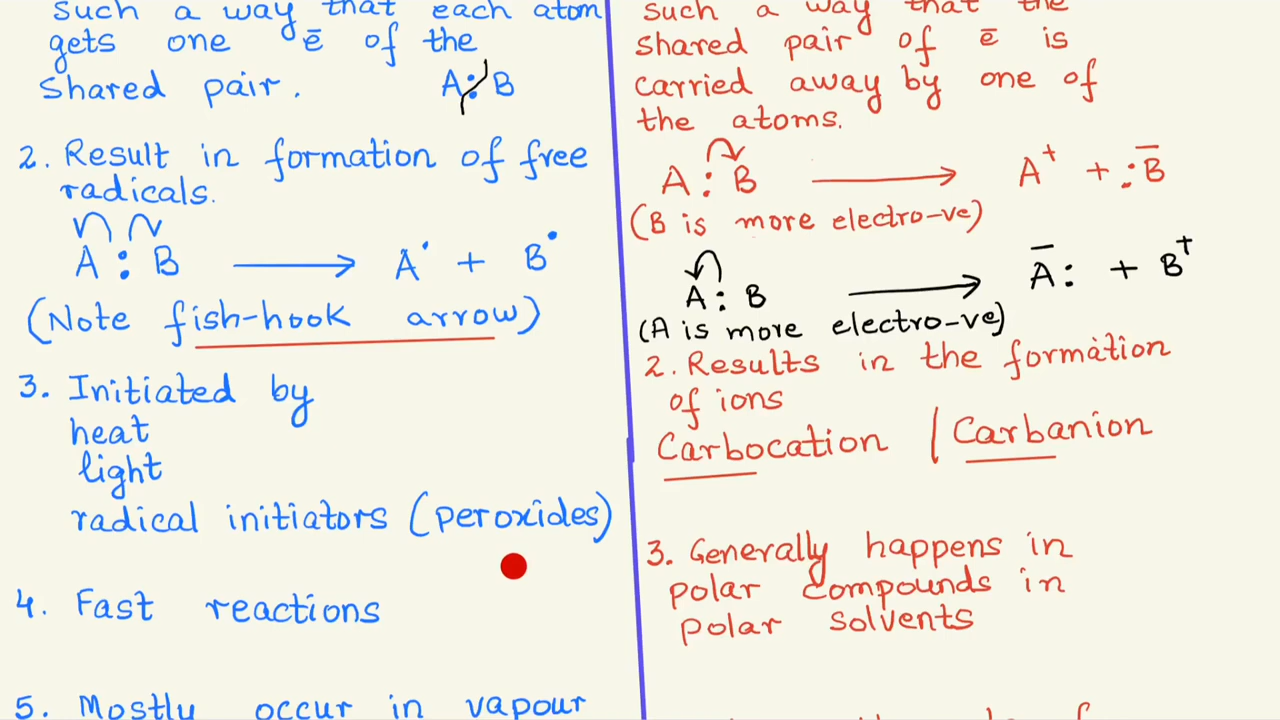 such a way that each atom
gets one ē of the
shared pair. A:B
2. Result in formation of free
radicals.
A : B ⟶ A• + B•
(Note fish-hook arrow)
3. Initiated by
heat
light
radical initiators (peroxides)
4. Fast reactions
5. Mostly occur in vapour
such a way that the
shared pair of ē is
carried away by one of
the atoms.
A : B ⟶ A⁺ + :B̄
(B is more electro-ve)
A : B ⟶ Ā: + B⁺
(A is more electro-ve)
2. Results in the formation
of ions
Carbocation | Carbanion
3. Generally happens in
polar compounds in
polar solvents